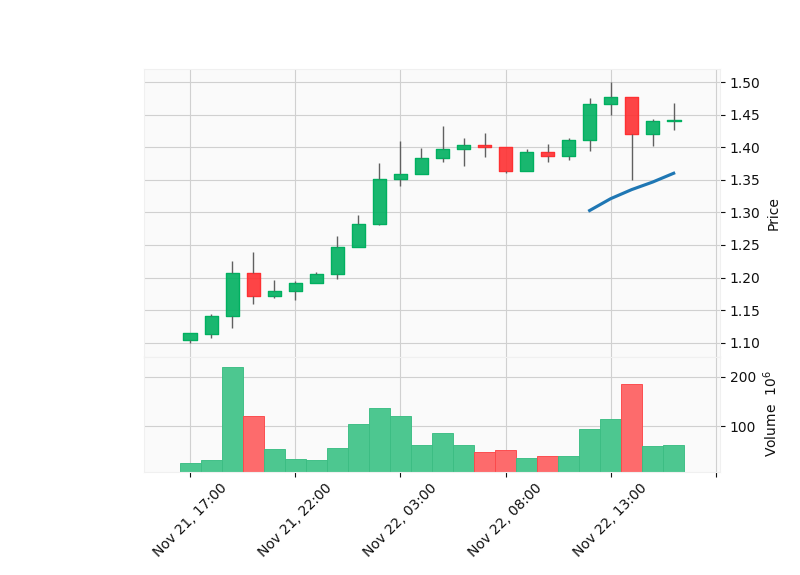 1.50
1.45
1.40
1.35
1.30
1.25
1.20
1.15
1.10
Price
200
100
Volume 10^6
Nov 21, 17:00
Nov 21, 22:00
Nov 22, 03:00
Nov 22, 08:00
Nov 22, 13:00